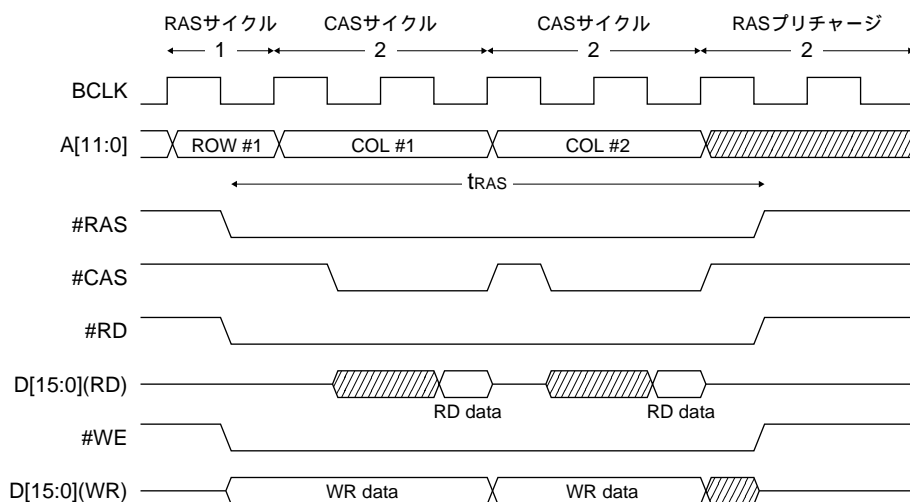 RASサイクル CASサイクル CASサイクル RASプリチャージ
1 2 2 2
BCLK
A[11:0] ROW #1 COL #1 COL #2
tRAS
#RAS
#CAS
#RD
D[15:0](RD)
RD data RD data
#WE
D[15:0](WR) WR data WR data